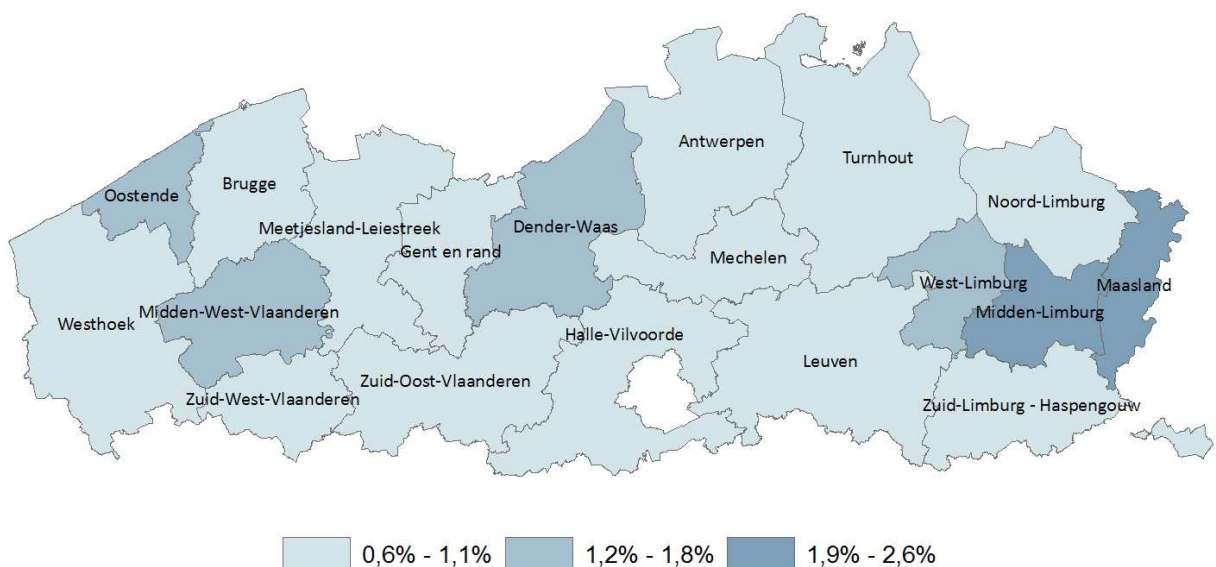 Antwerpen
Turnhout
Brugge
Oostende
Noord-Limburg
Meetjesland-Leiestreek
Dender-Waas
Gent en rand
Mechelen
West-Limburg
Maasland
Midden-West-Vlaanderen
Midden-Limburg
Westhoek
Halle-Vilvoorde
Leuven
Zuid-Oost-Vlaanderen
Zuid-West-Vlaanderen
Zuid-Limburg - Haspengouw
0,6% - 1,1%
1,2% - 1,8%
1,9% - 2,6%